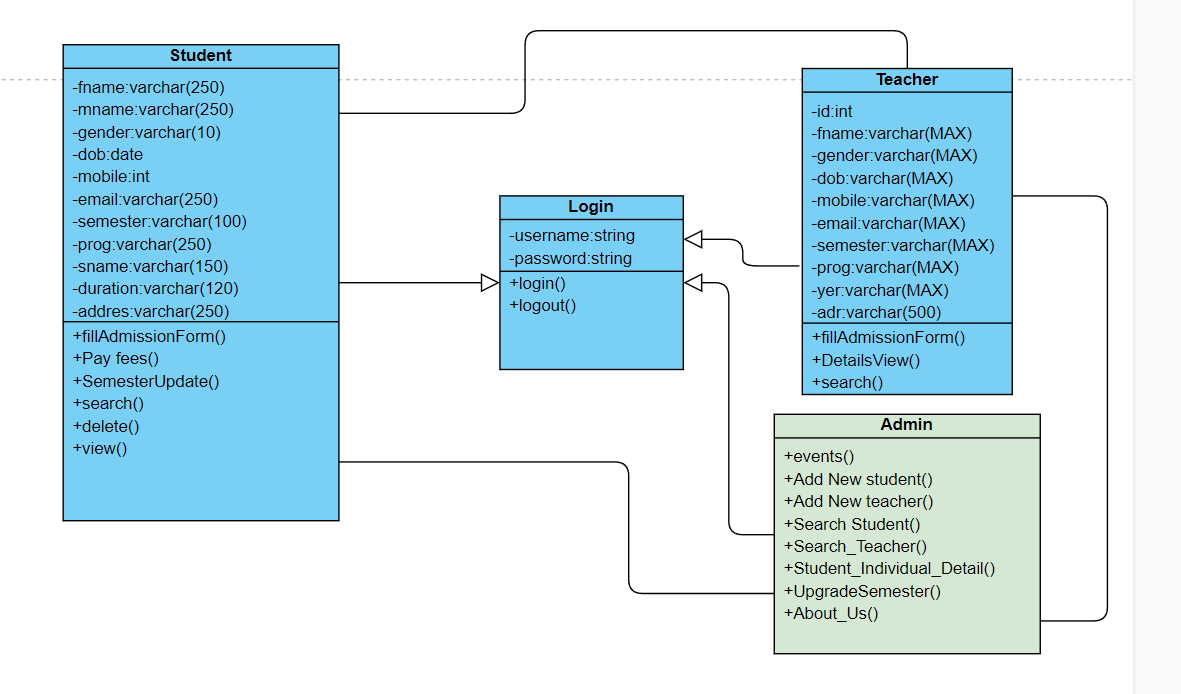 Student
-fname:varchar(250)
-mname:varchar(250)
-gender:varchar(10)
-dob:date
-mobile:int
-email:varchar(250)
-semester:varchar(100)
-prog:varchar(250)
-sname:varchar(150)
-duration:varchar(120)
-addres:varchar(250)
+fillAdmissionForm()
+Pay fees()
+SemesterUpdate()
+search()
+delete()
+view()
Login
-username:string
-password:string
+login()
+logout()
Teacher
-id:int
-fname:varchar(MAX)
-gender:varchar(MAX)
-dob:varchar(MAX)
-mobile:varchar(MAX)
-email:varchar(MAX)
-semester:varchar(MAX)
-prog:varchar(MAX)
-yer:varchar(MAX)
-adr:varchar(500)
+fillAdmissionForm()
+DetailsView()
+search()
Admin
+events()
+Add New student()
+Add New teacher()
+Search Student()
+Search_Teacher()
+Student_Individual_Detail()
+UpgradeSemester()
+About_Us()